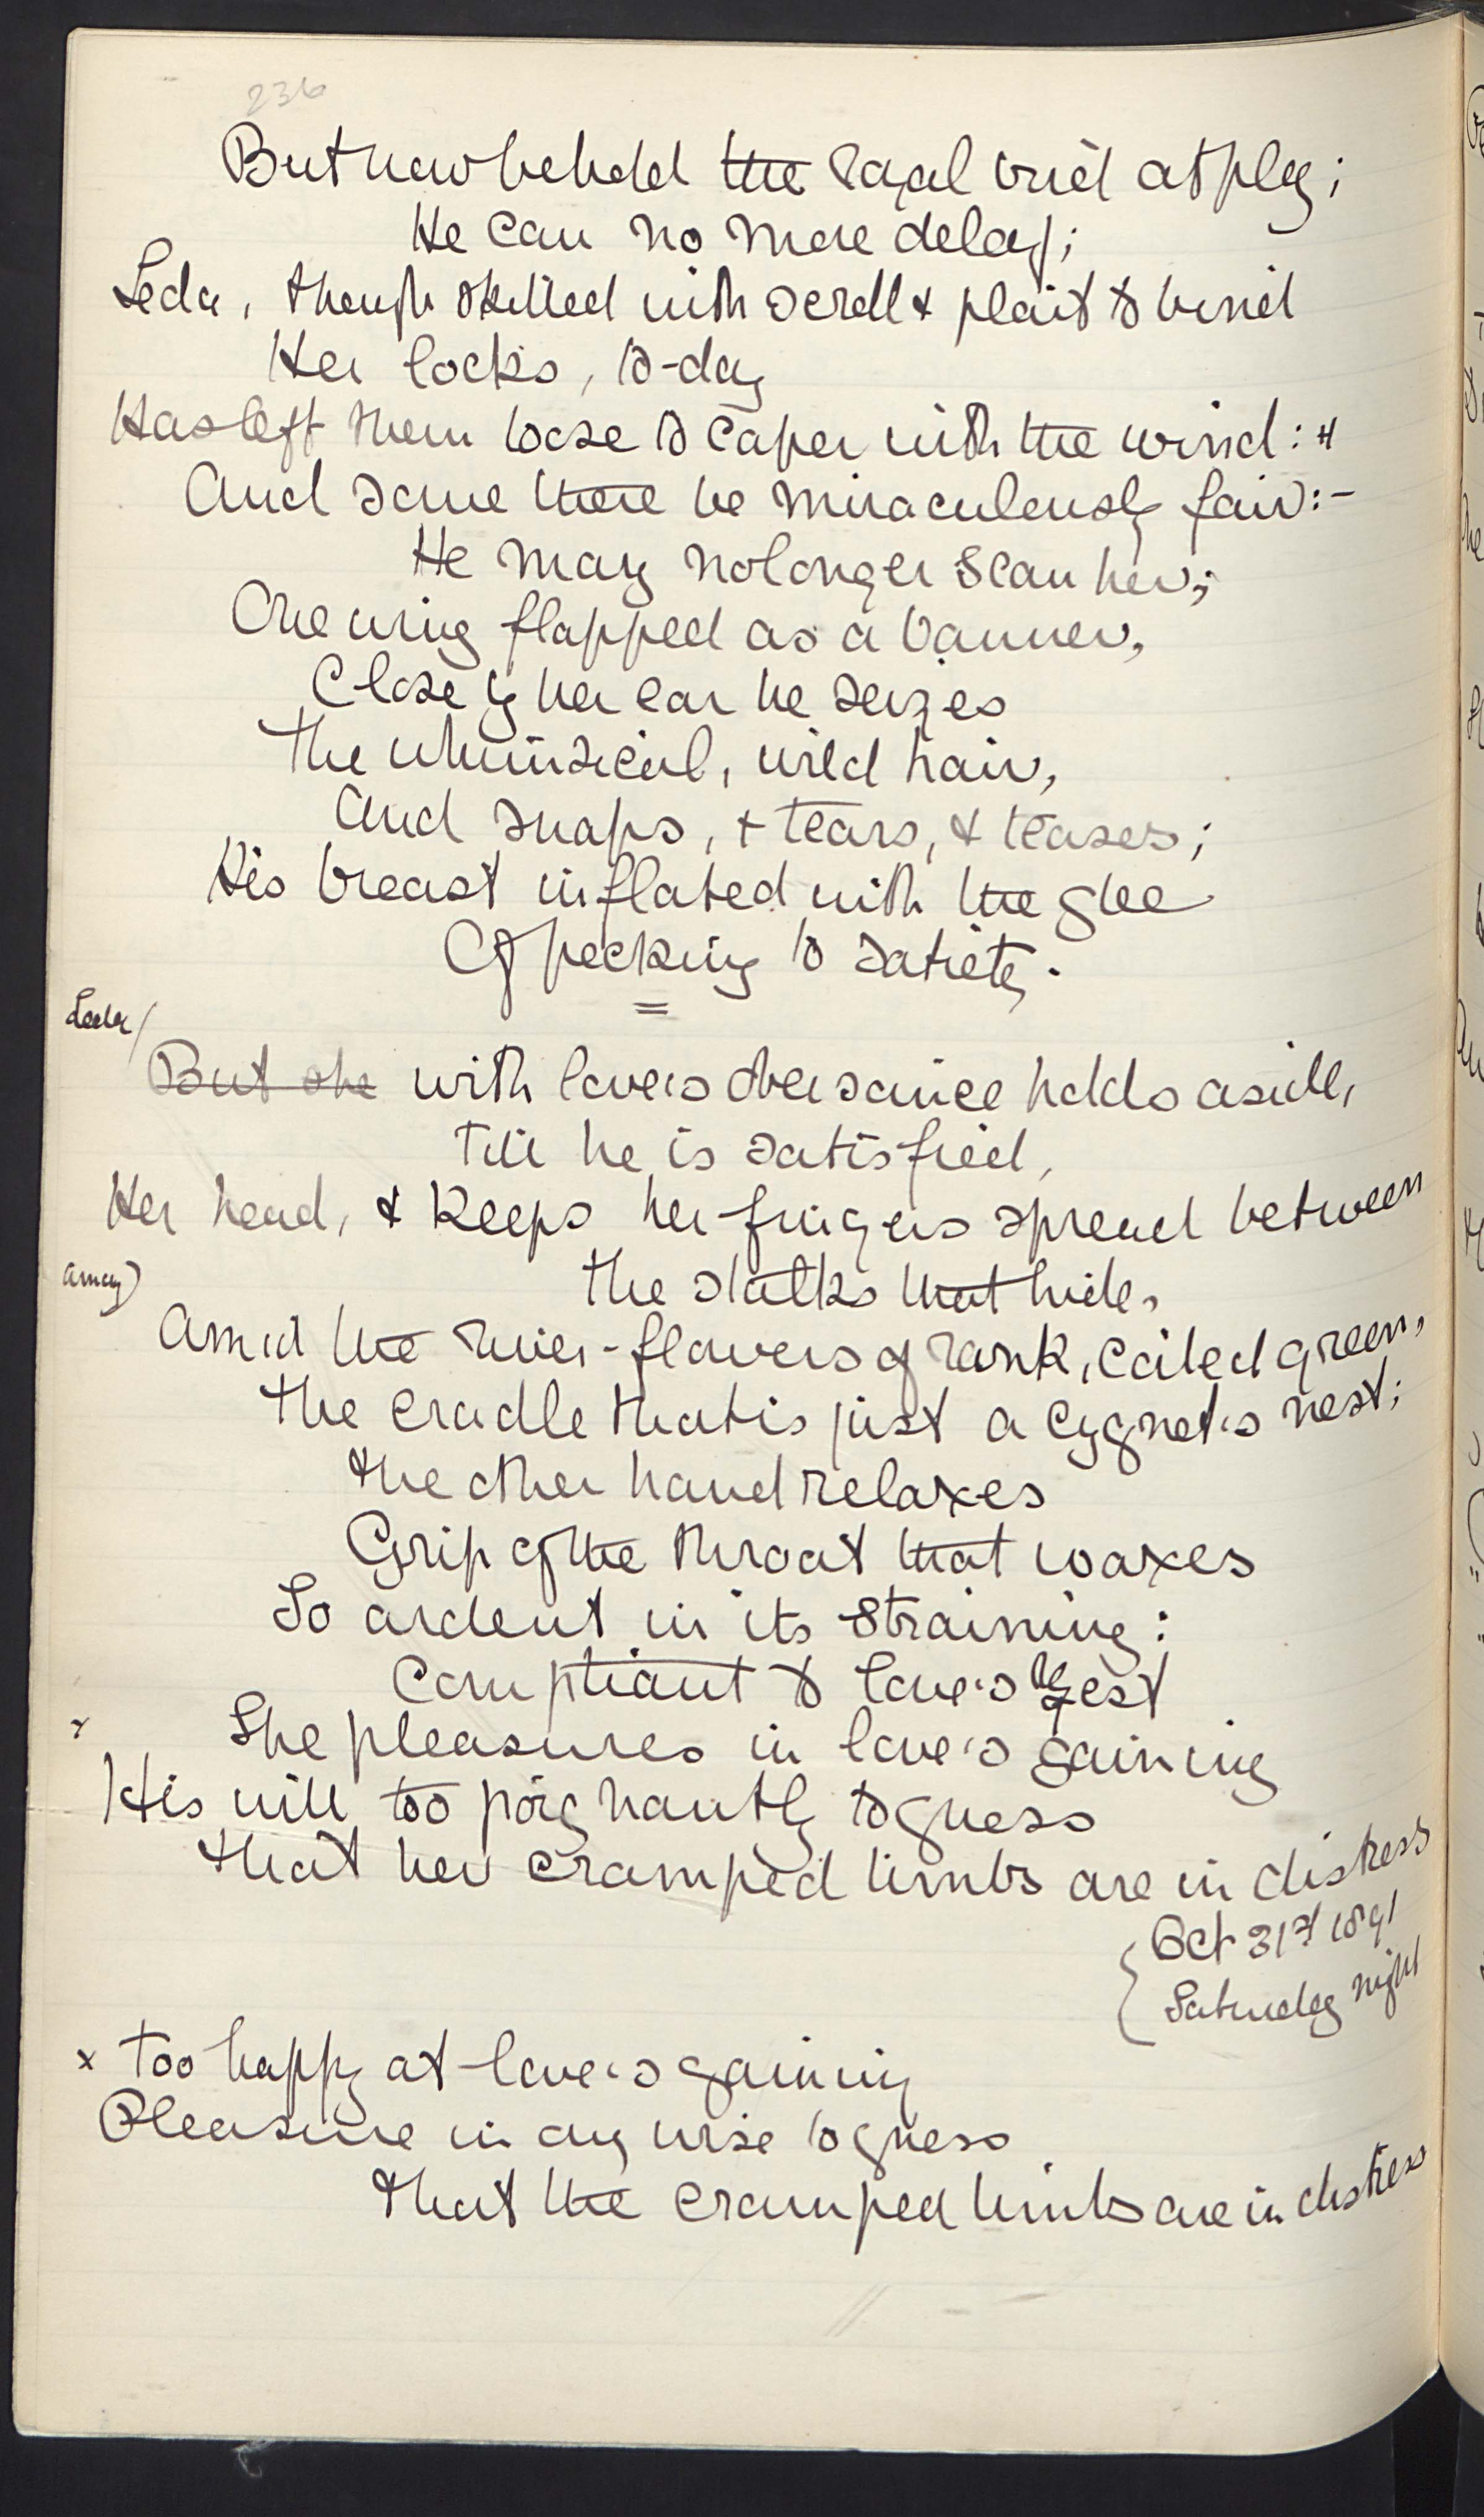 236
But now behold the royal bird at play;
He can no more delay;
Leda, though skilled with scroll & plait to bind
Her locks, to-day
Has left them loose to caper with the wind:
And some there be miraculously fair:-
He may no longer scan her;
One wing flapped as a banner,
Close by her ear he seizes
The whimsical, wild hair,
And snaps, & tears, & teases;
His breast inflated with the glee
Of pecking to satiety.
=
Leda/
But she with love's obeisance holds aside,
Till he is satisfied,
Her head, & keeps her fingers spread between
The stalks that hide,
Among)
Amid the river-flowers of rank, coiled green,
The cradle that is just a cygnet's nest;
The other hand relaxes
Grip of the throat that waxes
So ardent in its straining:
Compliant to love's zest
x She pleasures in love's gaining
His will too poignantly to guess
That her cramped limbs are in distress
{Oct 31st 1891
Saturday night
x Too happy at love's gaining
Pleasure in any wise to guess
That the cramped limbs are in distress